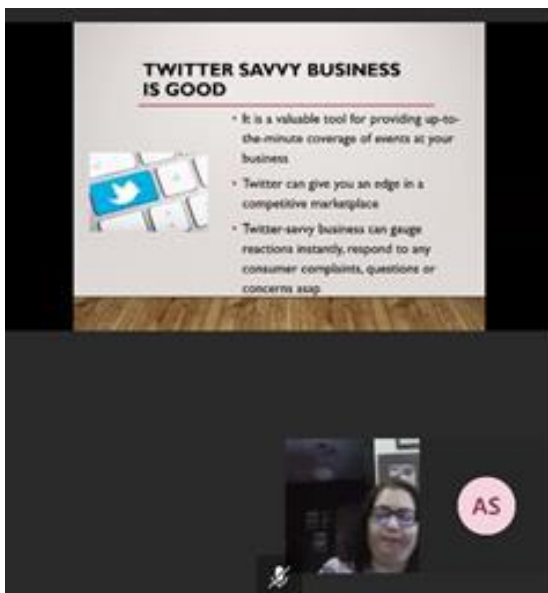 TWITTER SAVVY BUSINESS
IS GOOD
• It is a valuable tool for providing up-to-
the-minute coverage of events at your
business
• Twitter can give you an edge in a
competitive marketplace
• Twitter-savvy business can gauge
reactions instantly, respond to any
consumer complaints, questions or
concerns asap
AS